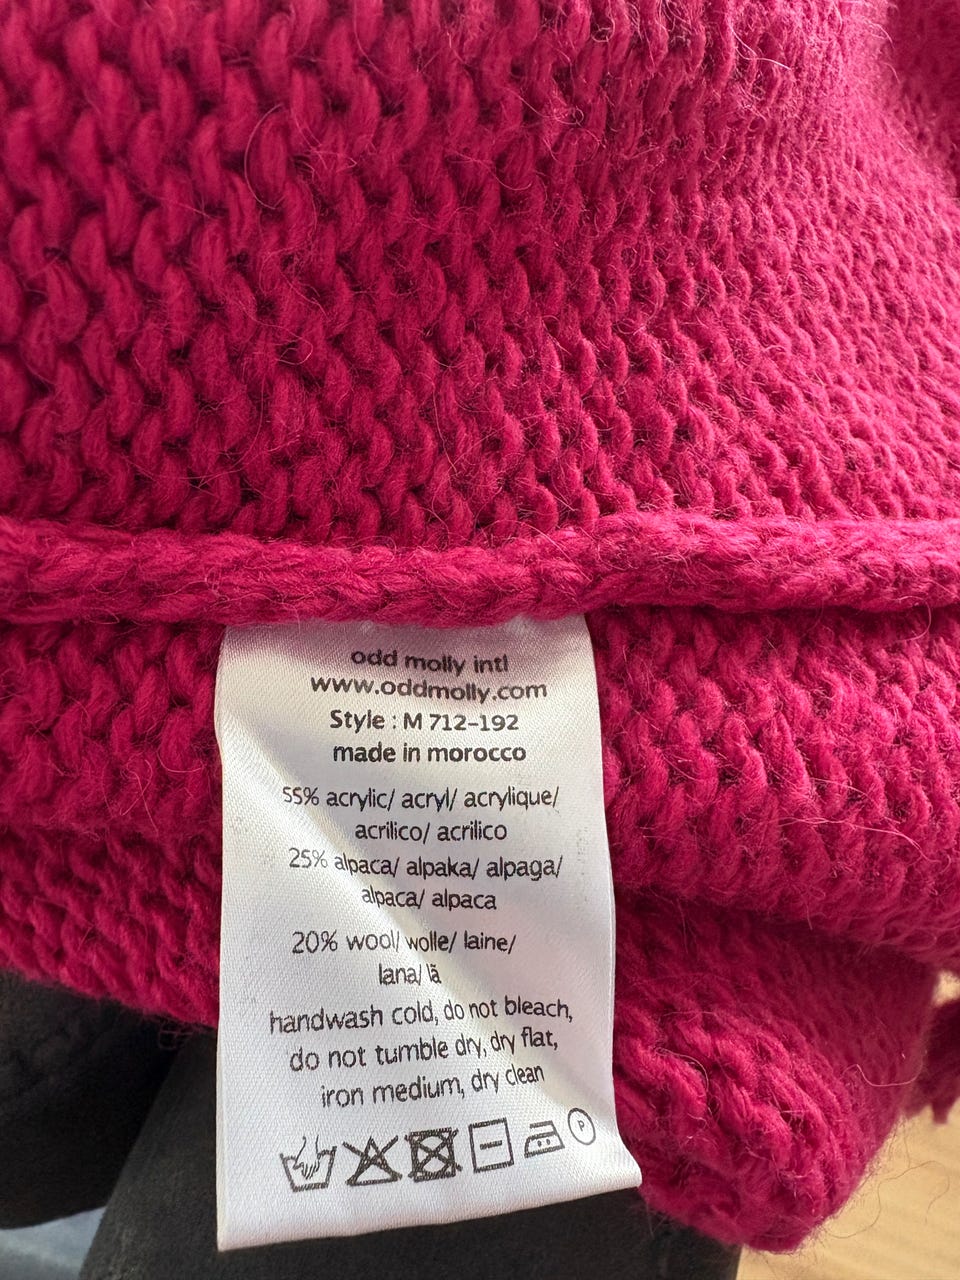 odd molly intl
www.oddmolly.com
Style : M 712-192
made in morocco
55% acrylic/ acryl/ acrylique/
acrilico/ acrilico
25% alpaca/ alpaka/ alpaga/
alpaca/ alpaca
20% wool/ wolle/ laine/
lana/ lã
handwash cold, do not bleach,
do not tumble dry, dry flat,
iron medium, dry clean
P